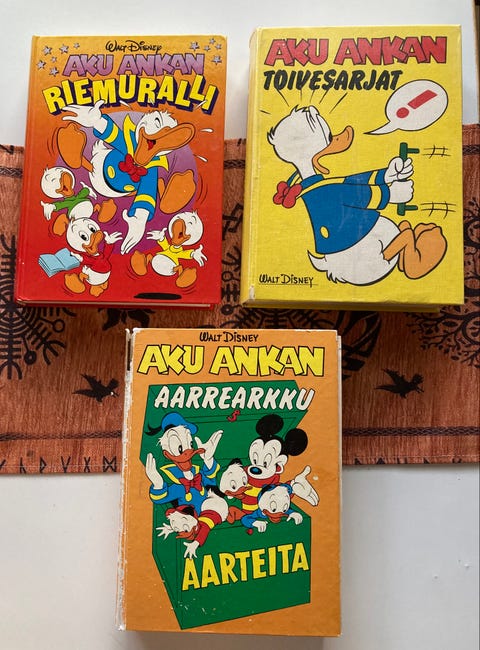 WALT DISNEY
AKU ANKAN
RIEMURALLI
AKU ANKAN
TOIVESARJAT
!
WALT DISNEY
WALT DISNEY
AKU ANKAN
AARREARKKU
AARTEITA